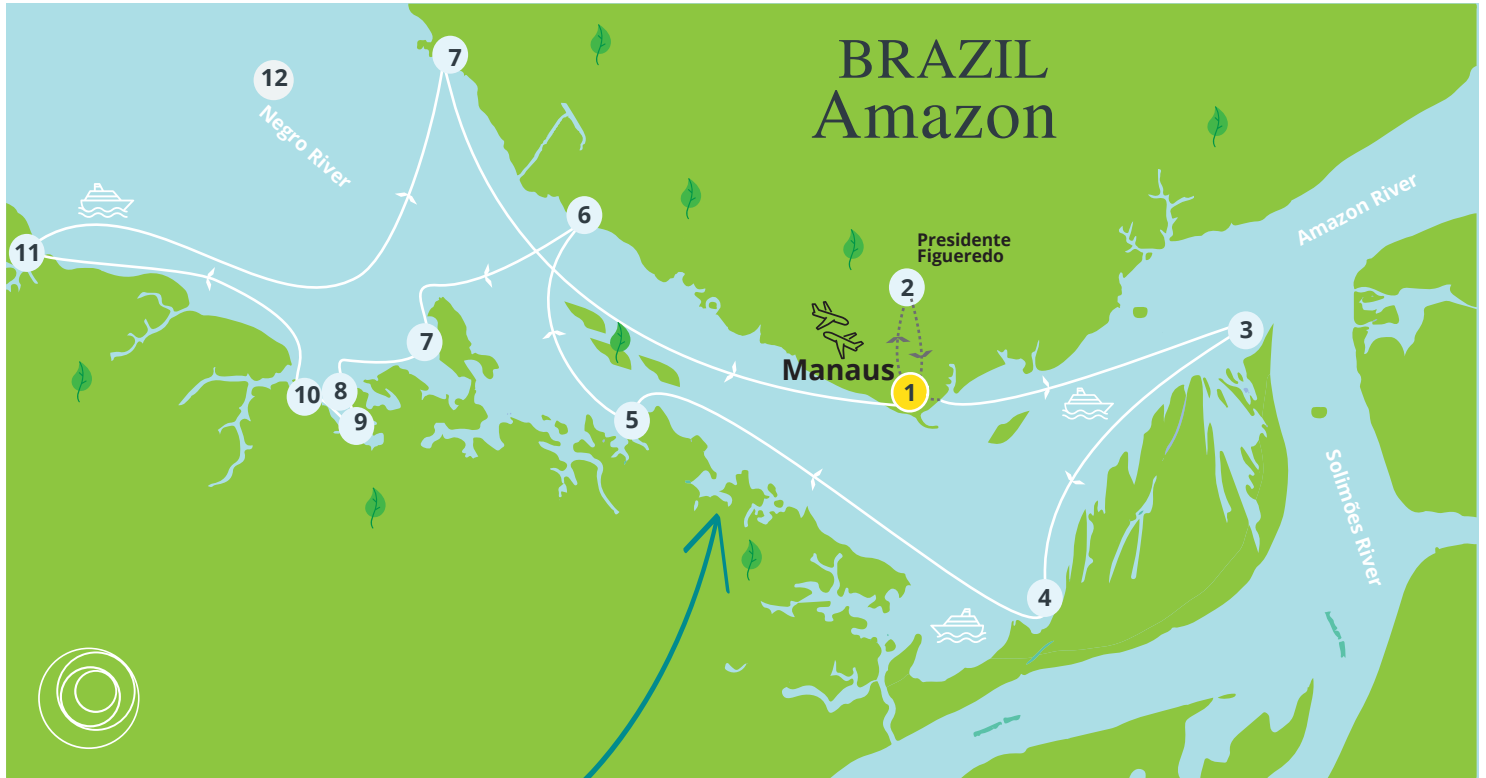 BRAZIL
Amazon
7
12
Negro River
Amazon River
6
Presidente
Figueredo
11
2
3
7
Manaus
1
8
10
9
5
Solimões River
4